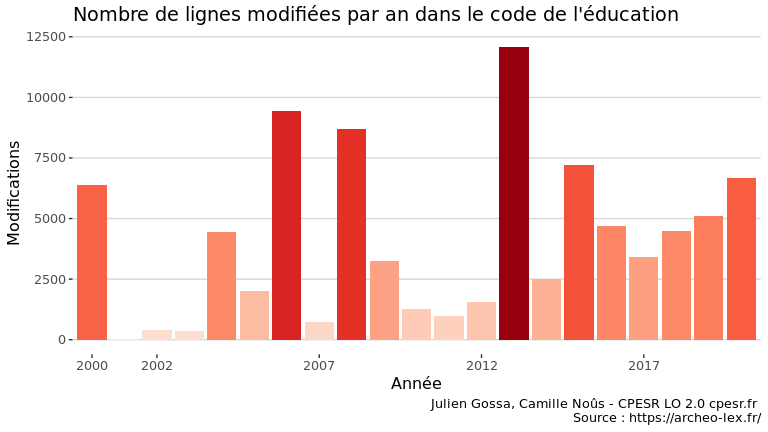 Nombre de lignes modifiées par an dans le code de l'éducation
12500
10000
7500
5000
2500
0
Modifications
2000 2002 2007 2012 2017
Année
Julien Gossa, Camille Noûs - CPESR LO 2.0 cpesr.fr
Source : https://archeo-lex.fr/